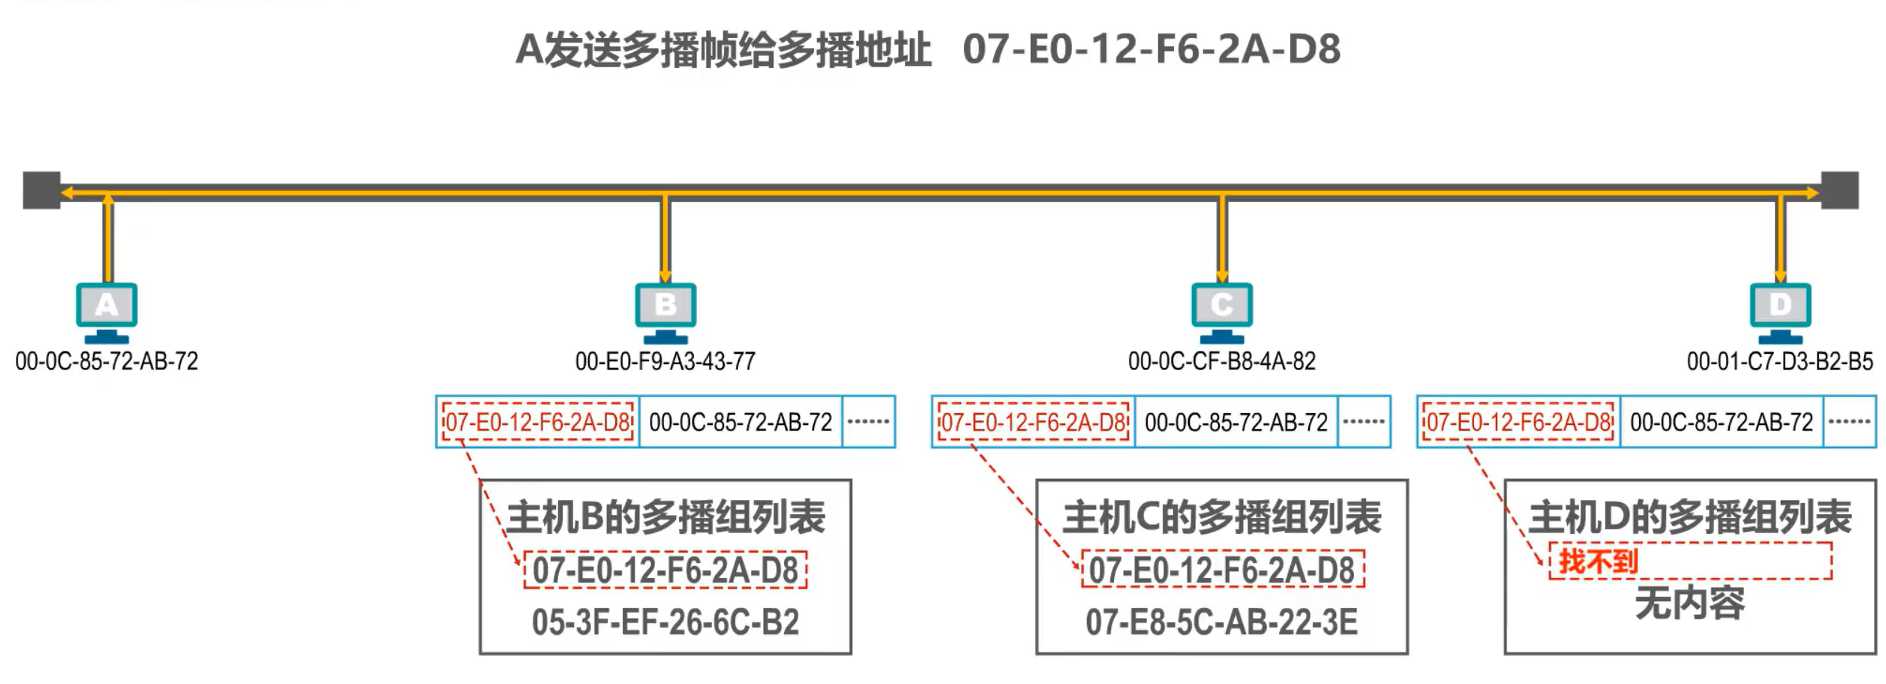 A发送多播帧给多播地址 07-E0-12-F6-2A-D8
A
B
C
D
00-0C-85-72-AB-72
00-E0-F9-A3-43-77
00-0C-CF-B8-4A-82
00-01-C7-D3-B2-B5
07-E0-12-F6-2A-D8 00-0C-85-72-AB-72 ······
07-E0-12-F6-2A-D8 00-0C-85-72-AB-72 ······
07-E0-12-F6-2A-D8 00-0C-85-72-AB-72 ······
主机B的多播组列表
07-E0-12-F6-2A-D8
05-3F-EF-26-6C-B2
主机C的多播组列表
07-E0-12-F6-2A-D8
07-E8-5C-AB-22-3E
主机D的多播组列表
找不到
无内容